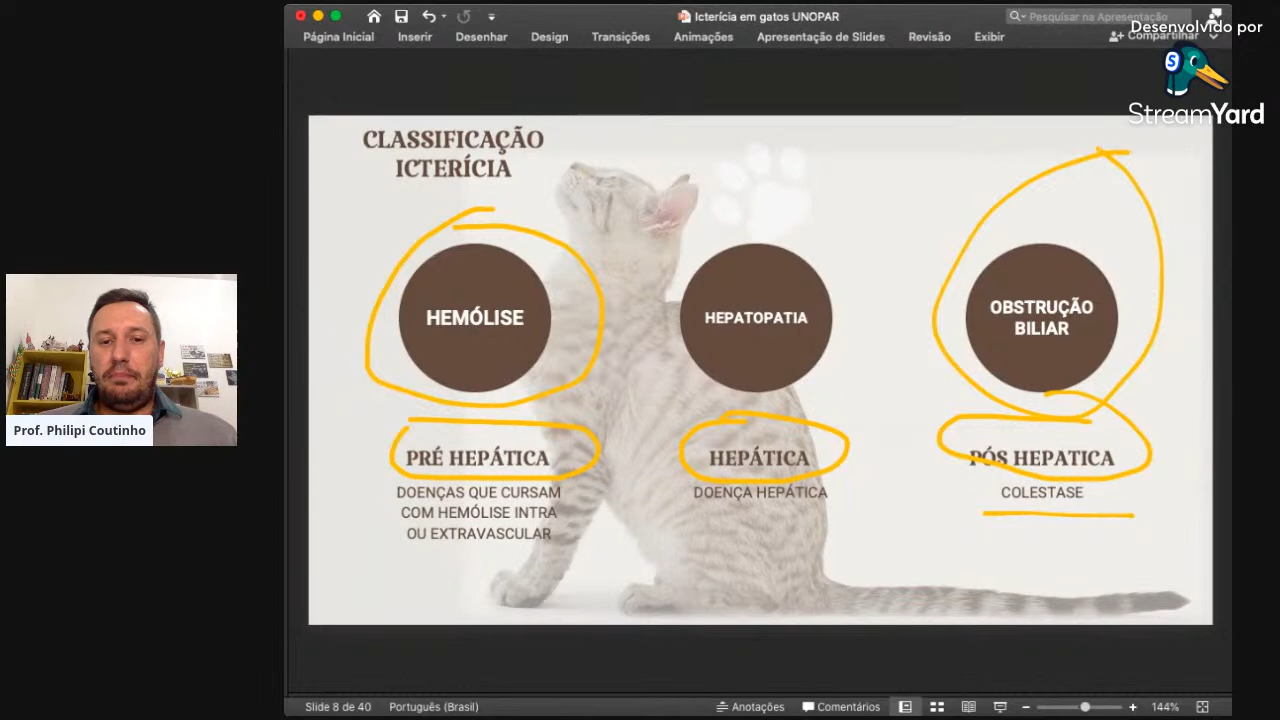 Icterícia em gatos UNOPAR
Pesquisar na Apresentação
Desenvolvido por
Página Inicial Inserir Desenhar Design Transições Animações Apresentação de Slides Revisão Exibir Compartilhar
S
StreamYard
CLASSIFICAÇÃO
ICTERÍCIA
HEMÓLISE
HEPATOPATIA
OBSTRUÇÃO
BILIAR
PRÉ HEPÁTICA
DOENÇAS QUE CURSAM
COM HEMÓLISE INTRA
OU EXTRAVASCULAR
HEPÁTICA
DOENÇA HEPÁTICA
PÓS HEPATICA
COLESTASE
Prof. Philipi Coutinho
Slide 8 de 40 Português (Brasil) Anotações Comentários 144%